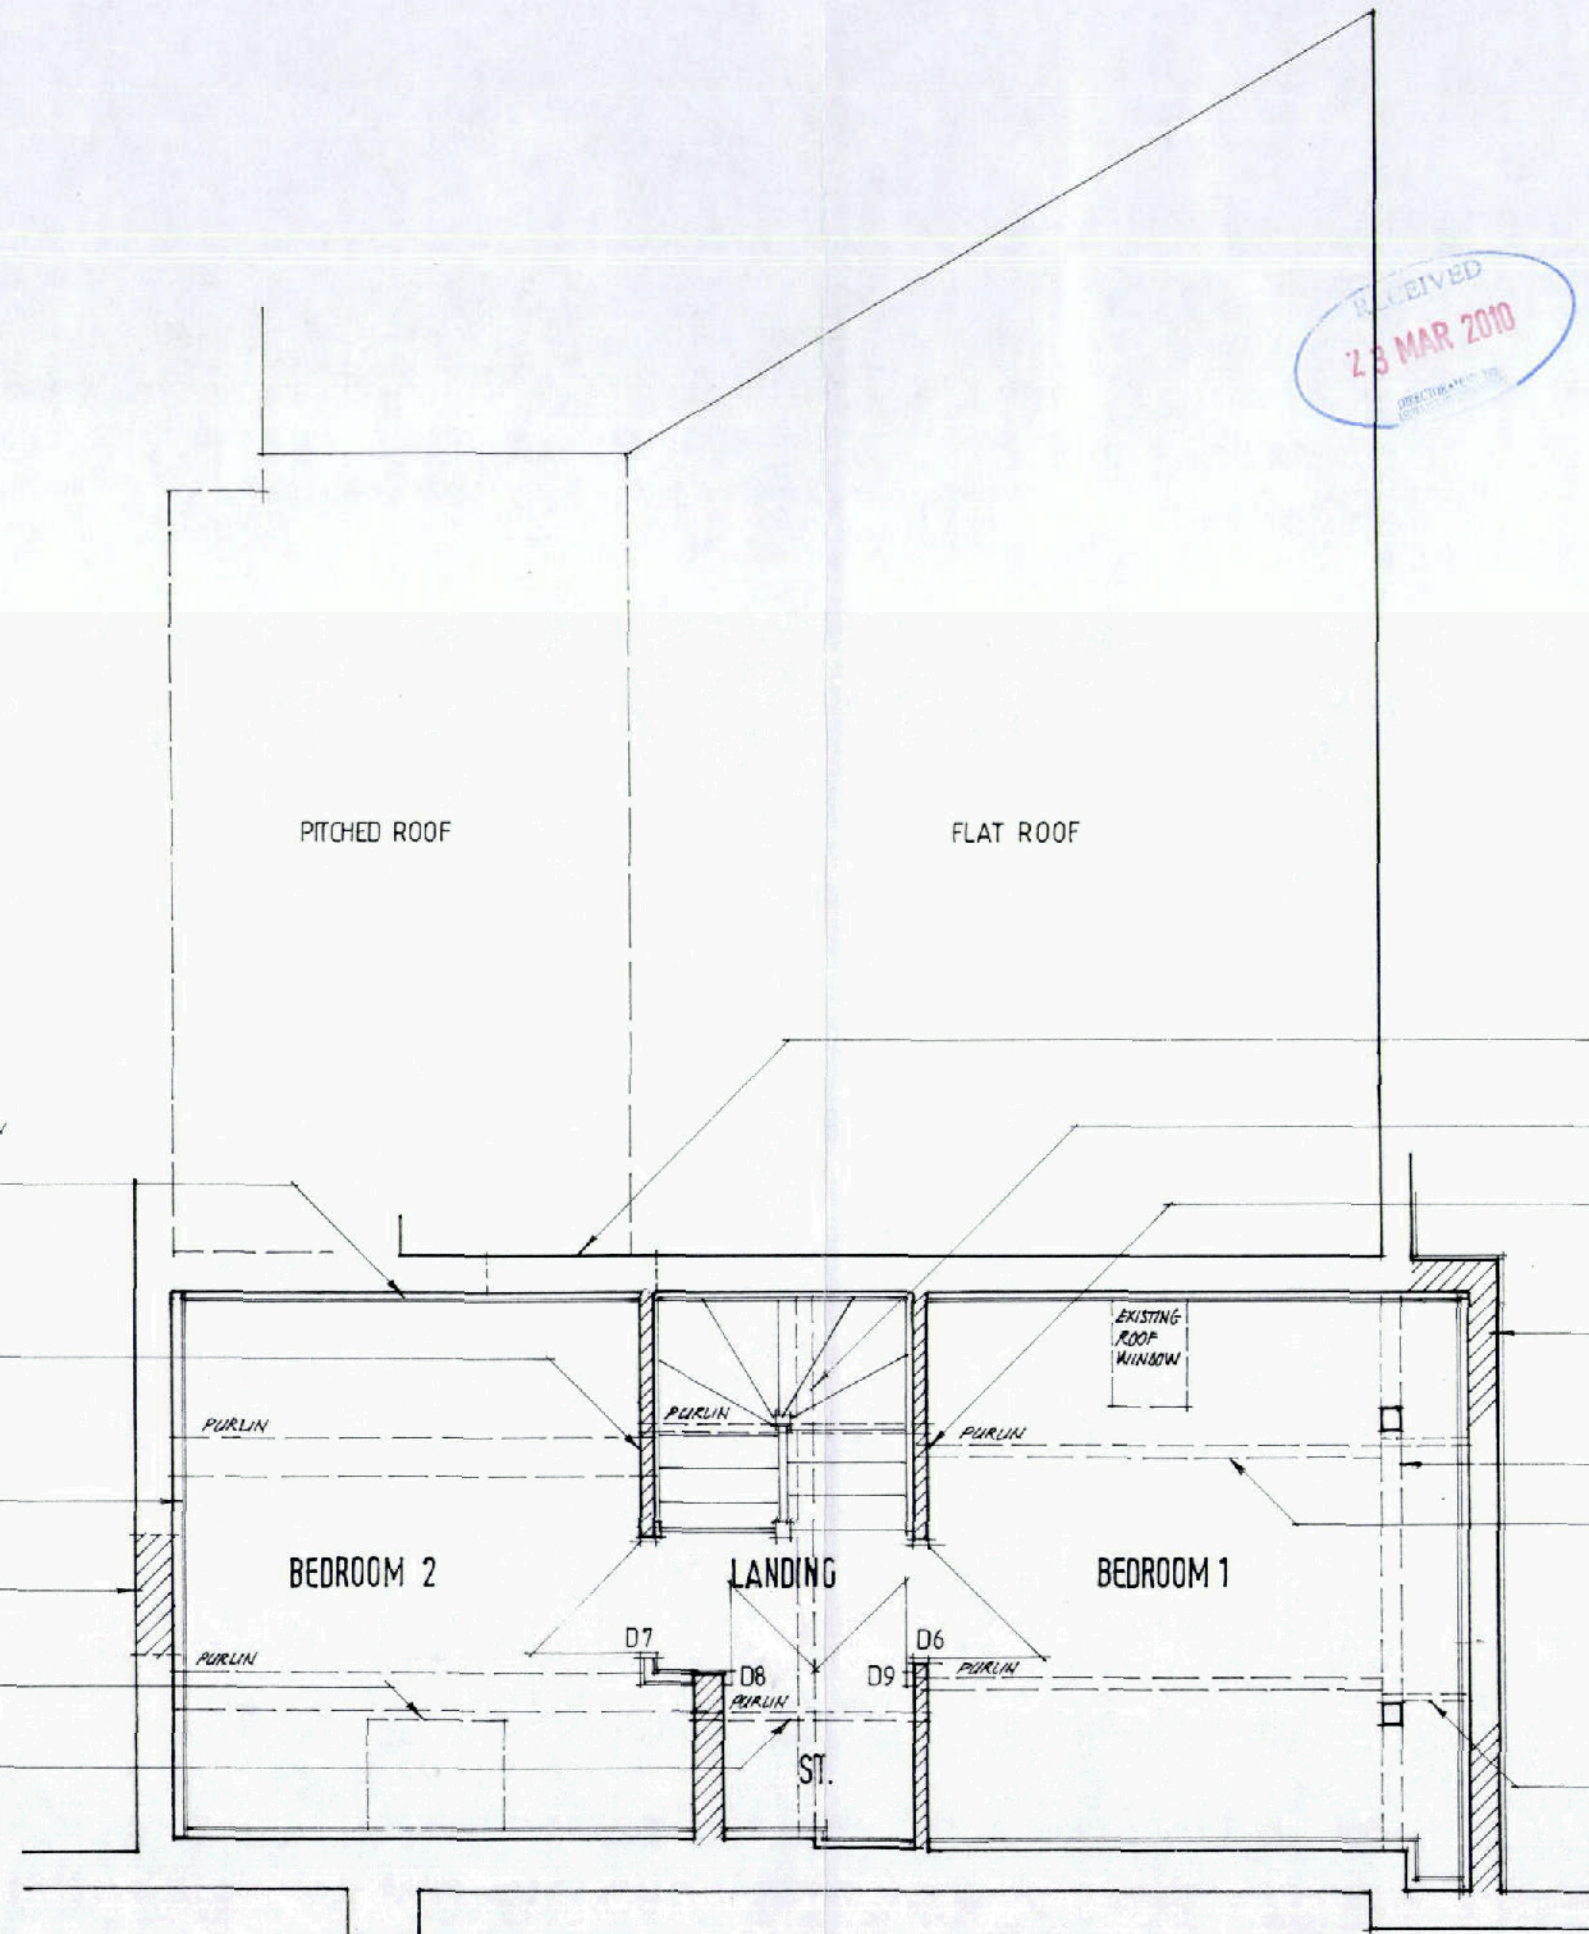 RECEIVED
23 MAR 2010
PITCHED ROOF
FLAT ROOF
EXISTING
ROOF
WINDOW
PURLIN
PURLIN
PURLIN
BEDROOM 2
LANDING
BEDROOM 1
D7
D6
PURLIN
D8
D9
PURLIN
PURLIN
ST.